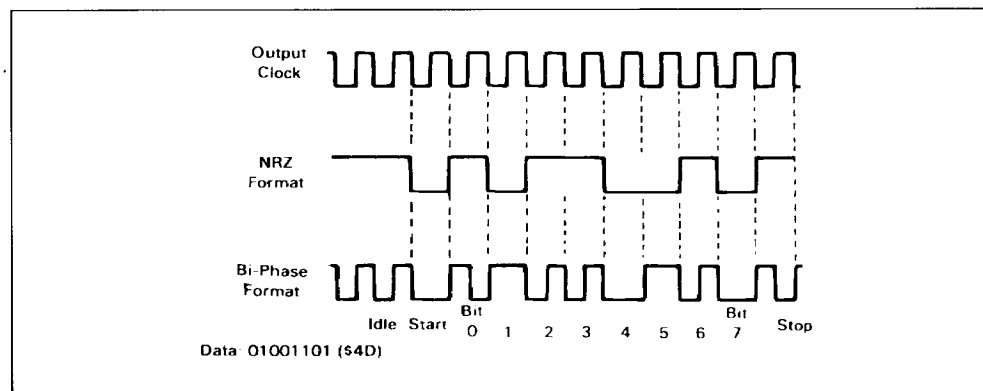 Output
Clock
NRZ
Format
Bi-Phase
Format
Idle Start Bit 0 1 2 3 4 5 6 Bit 7 Stop
Data: 01001101 ($4D)